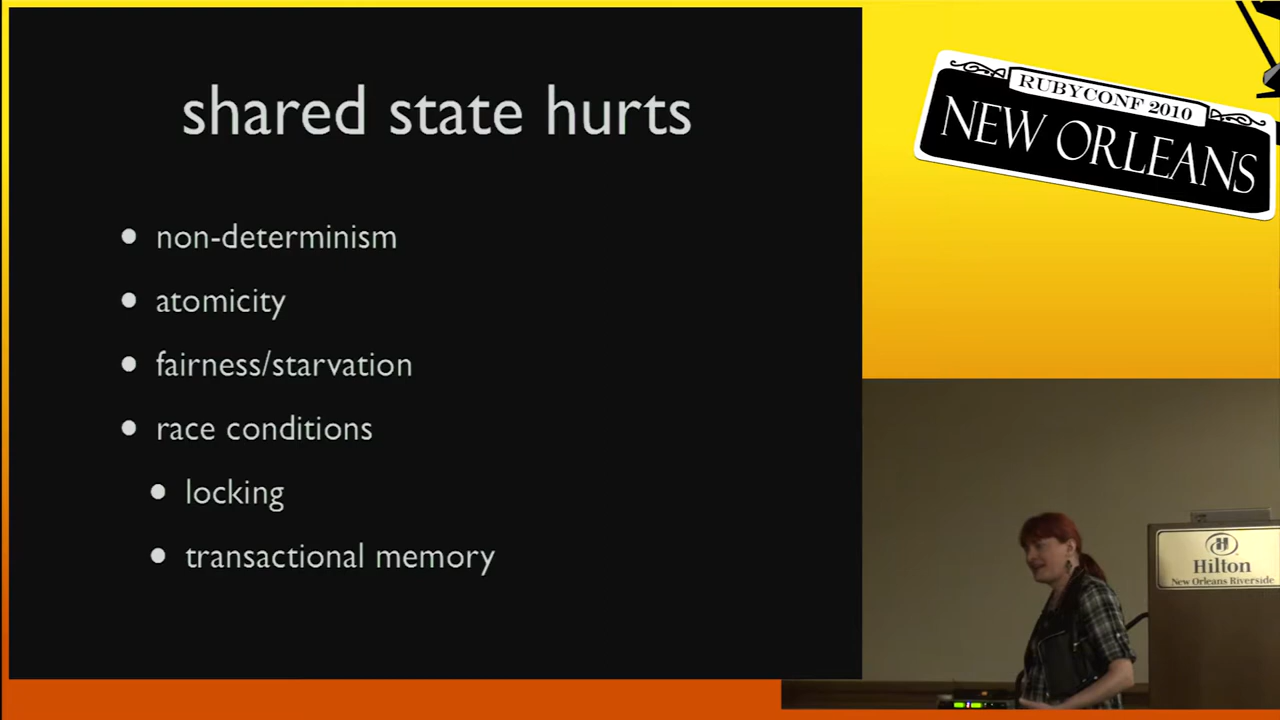 shared state hurts
• non-determinism
• atomicity
• fairness/starvation
• race conditions
• locking
• transactional memory
RUBYCONF 2010
NEW ORLEANS
Hilton
New Orleans Riverside